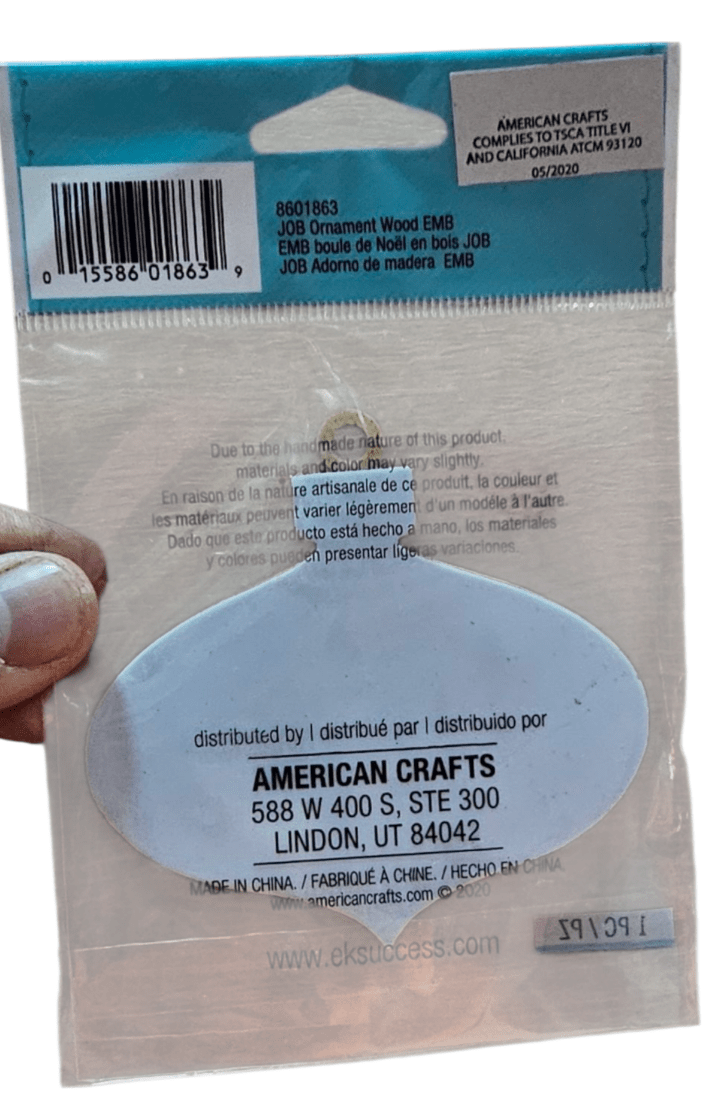 AMERICAN CRAFTS
COMPLIES TO TSCA TITLE VI
AND CALIFORNIA ATCM 93120
05/2020
0 15586 01863 9
8601863
JOB Ornament Wood EMB
EMB boule de Noël en bois JOB
JOB Adorno de madera EMB
Due to the handmade nature of this product,
materials and color may vary slightly.
En raison de la nature artisanale de ce produit, la couleur et
les matériaux peuvent varier légèrement d'un modéle à l'autre.
Dado que este producto está hecho a mano, los materiales
y colores pueden presentar ligeras variaciones.
distributed by | distribué par | distribuido por
AMERICAN CRAFTS
588 W 400 S, STE 300
LINDON, UT 84042
MADE IN CHINA. / FABRIQUÉ À CHINE. / HECHO EN CHINA.
www.americancrafts.com © 2020
1 PC/PZ
www.eksuccess.com